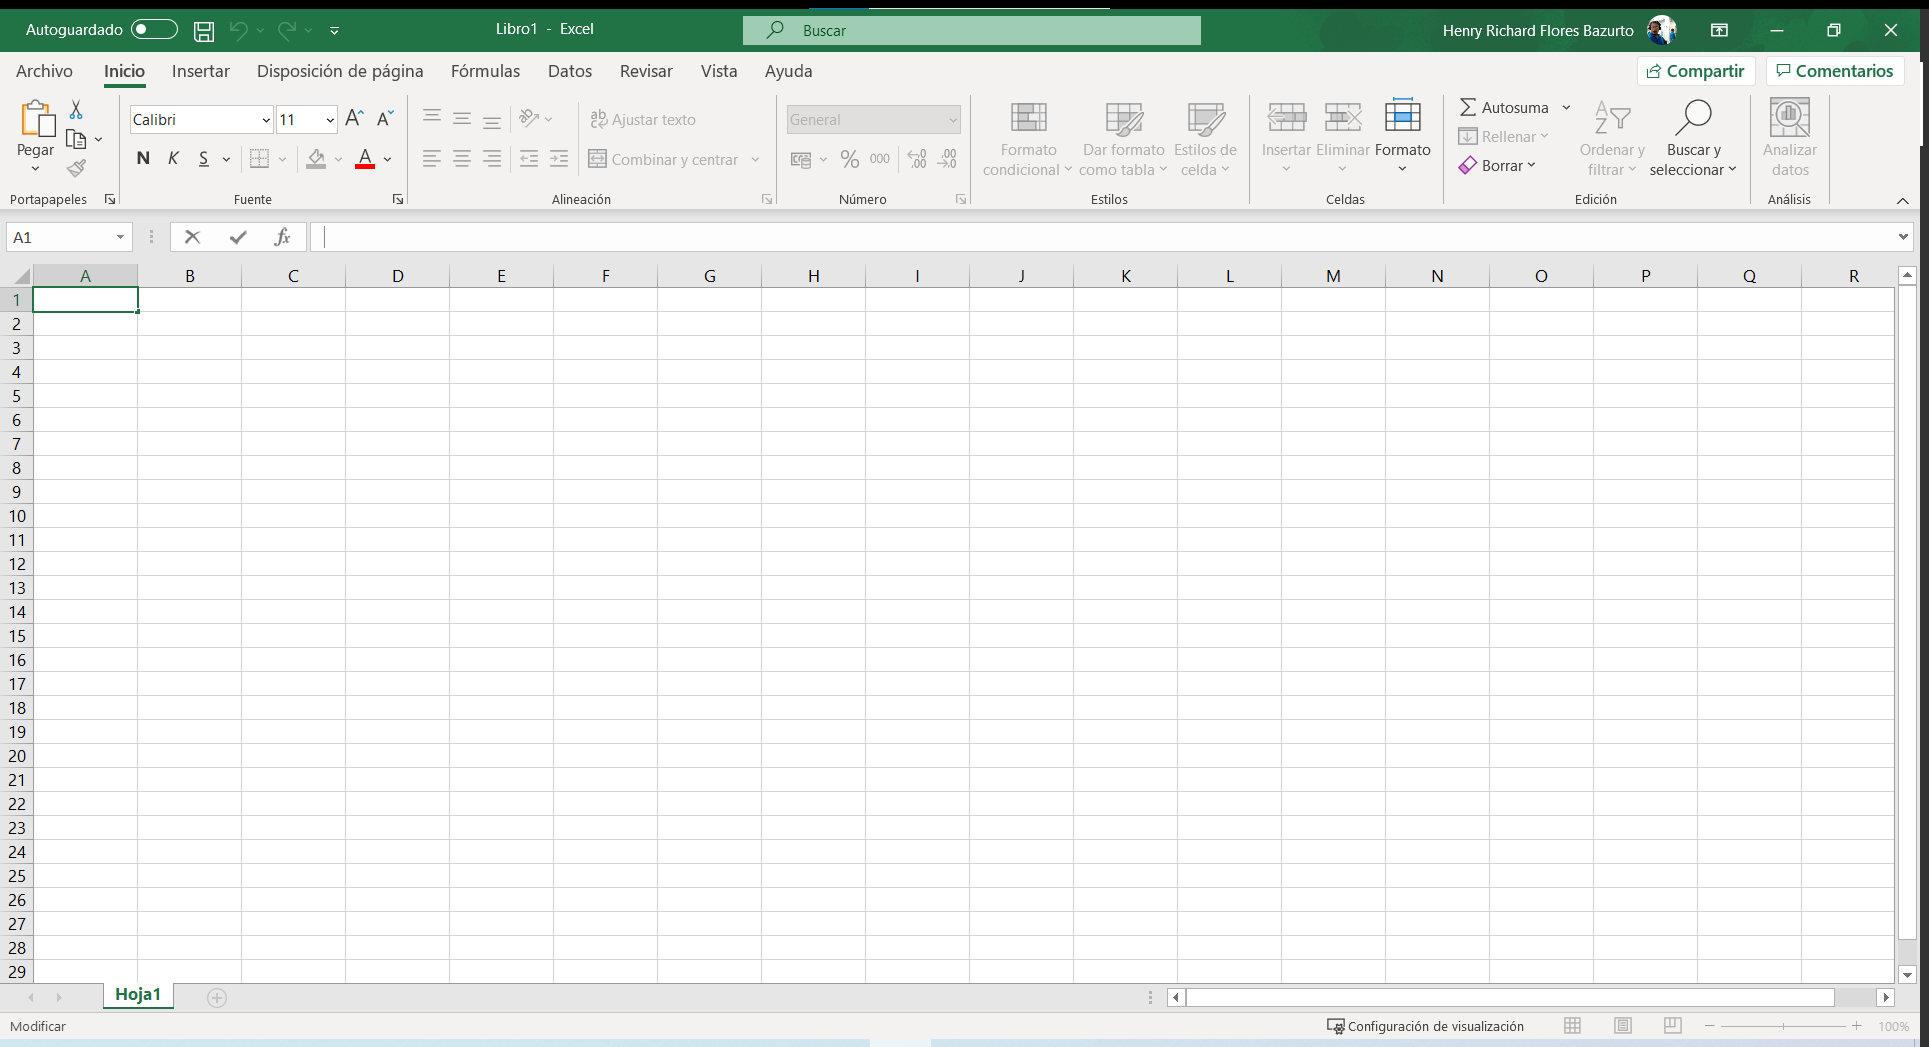 Autoguardado
Libro1 - Excel
Buscar
Henry Richard Flores Bazurto
Archivo Inicio Insertar Disposición de página Fórmulas Datos Revisar Vista Ayuda
Compartir Comentarios
Pegar
Portapapeles
Calibri 11
N K S
Fuente
Ajustar texto
Combinar y centrar
Alineación
General
% 000
Número
Formato condicional
Dar formato como tabla
Estilos de celda
Estilos
Insertar Eliminar Formato
Celdas
Autosuma
Rellenar
Borrar
Ordenar y filtrar
Buscar y seleccionar
Edición
Analizar datos
Análisis
A1
fx
A B C D E F G H I J K L M N O P Q R
1
2
3
4
5
6
7
8
9
10
11
12
13
14
15
16
17
18
19
20
21
22
23
24
25
26
27
28
29
Hoja1
Modificar
Configuración de visualización
100%